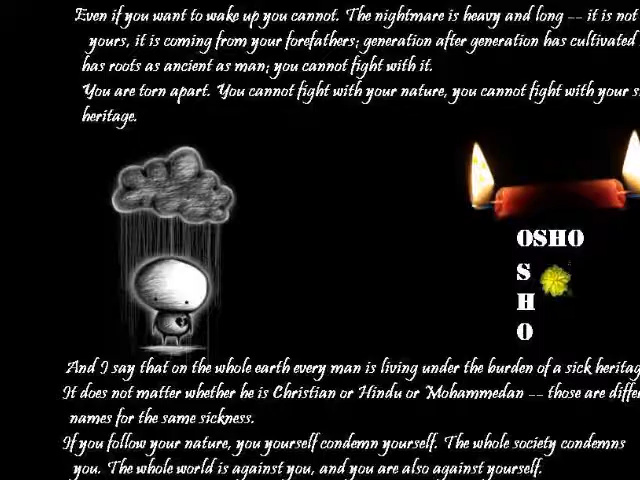 Even if you want to wake up you cannot. The nightmare is heavy and long -- it is not
yours, it is coming from your forefathers; generation after generation has cultivated
has roots as ancient as man; you cannot fight with it.
You are torn apart. You cannot fight with your nature, you cannot fight with your
heritage.
OSHO
S
H
O
And I say that on the whole earth every man is living under the burden of a sick
It does not matter whether he is Christian or Hindu or Mohammedan -- those are
names for the same sickness.
If you follow your nature, you yourself condemn yourself. The whole society condemns
you. The whole world is against you, and you are also against yourself.